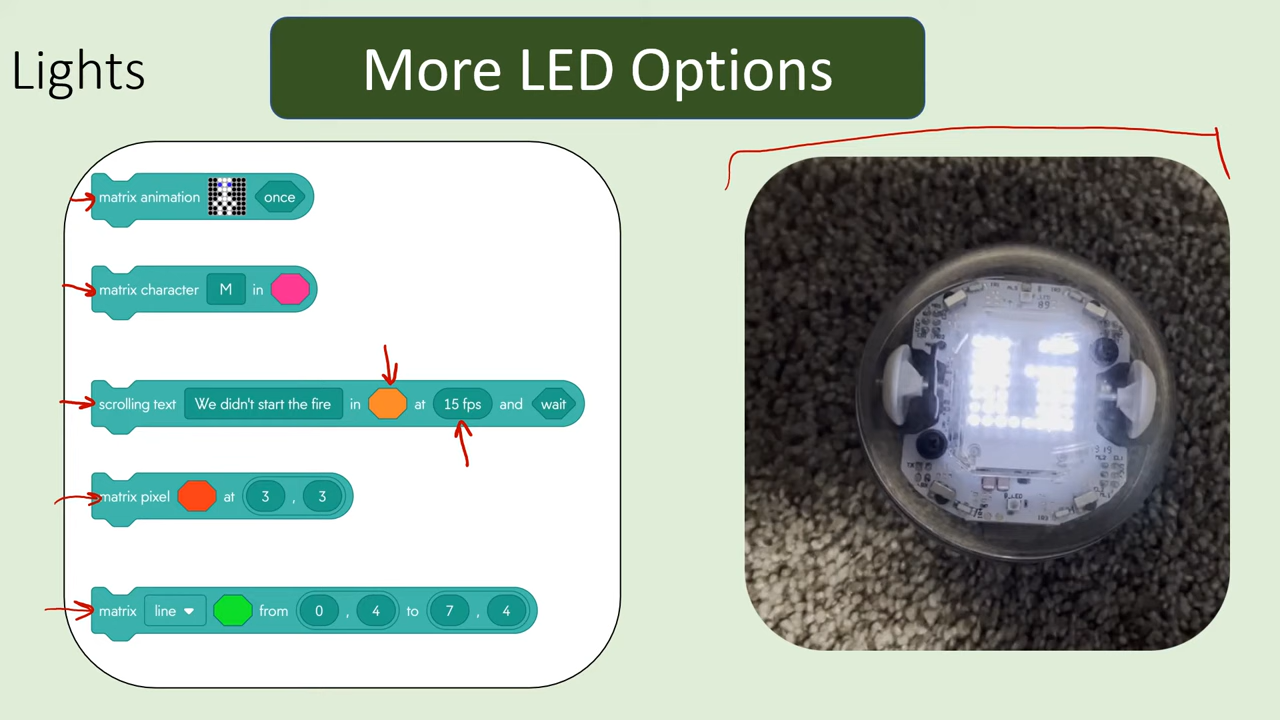 Lights
More LED Options
matrix animation once
matrix character M in
scrolling text We didn't start the fire in at 15 fps and wait
matrix pixel at 3 , 3
matrix line from 0 , 4 to 7 , 4